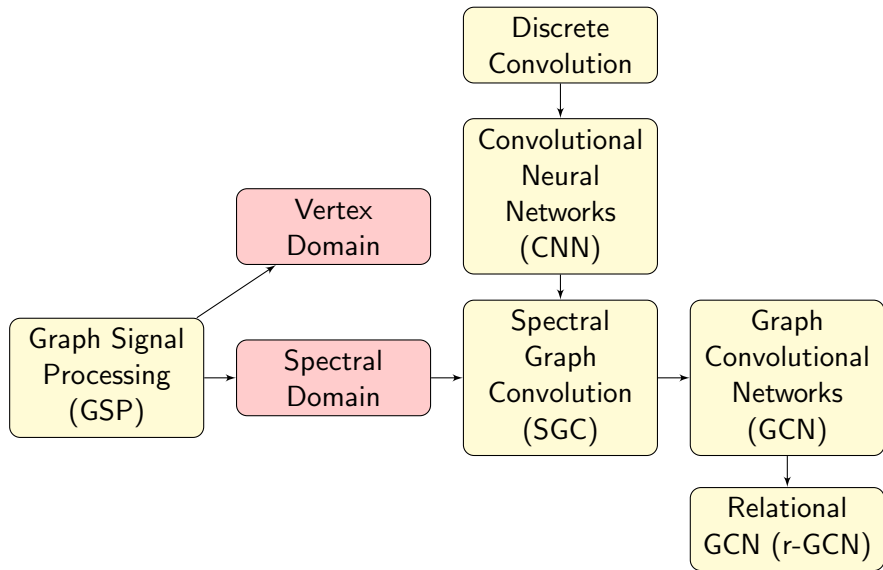 Discrete
Convolution
Convolutional
Neural
Networks
(CNN)
Vertex
Domain
Graph Signal
Processing
(GSP)
Spectral
Domain
Spectral
Graph
Convolution
(SGC)
Graph
Convolutional
Networks
(GCN)
Relational
GCN (r-GCN)